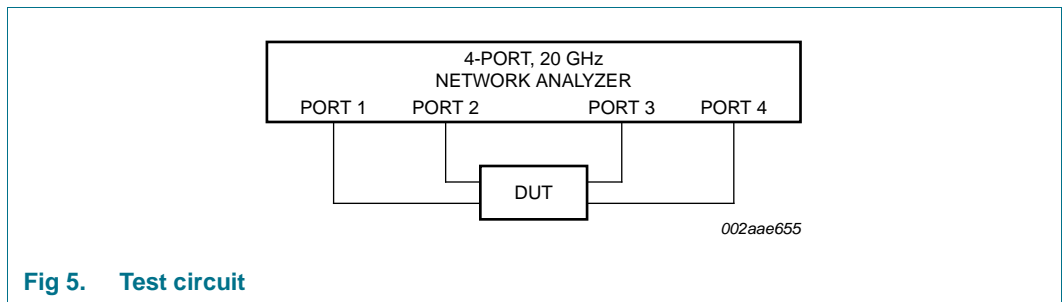 4-PORT, 20 GHz
NETWORK ANALYZER
PORT 1 PORT 2 PORT 3 PORT 4
DUT
002aae655
Fig 5. Test circuit